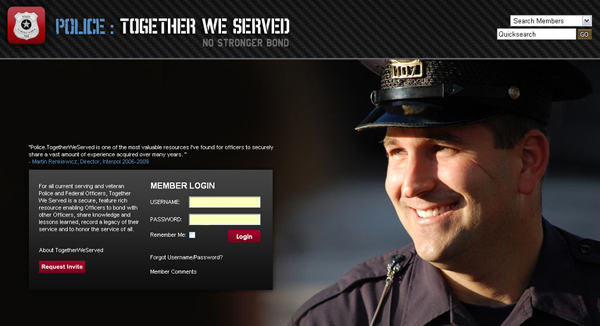 POLICE : TOGETHER WE SERVED
NO STRONGER BOND
Search Members
Quicksearch
GO
1107
"Police.TogetherWeServed is one of the most valuable resources I've found for officers to securely
share a vast amount of experience acquired over many years. "
- Martin Renkiewicz, Director, Interpol 2006-2009
For all current serving and veteran
Police and Federal Officers, Together
We Served is a secure, feature rich
resource enabling Officers to bond with
other Officers, share knowledge and
lessons learned, record a legacy of their
service and to honor the service of all.
About TogetherWeServed
Request Invite
MEMBER LOGIN
USERNAME:
PASSWORD:
Remember Me:
Login
Forgot Username/Password?
Member Comments